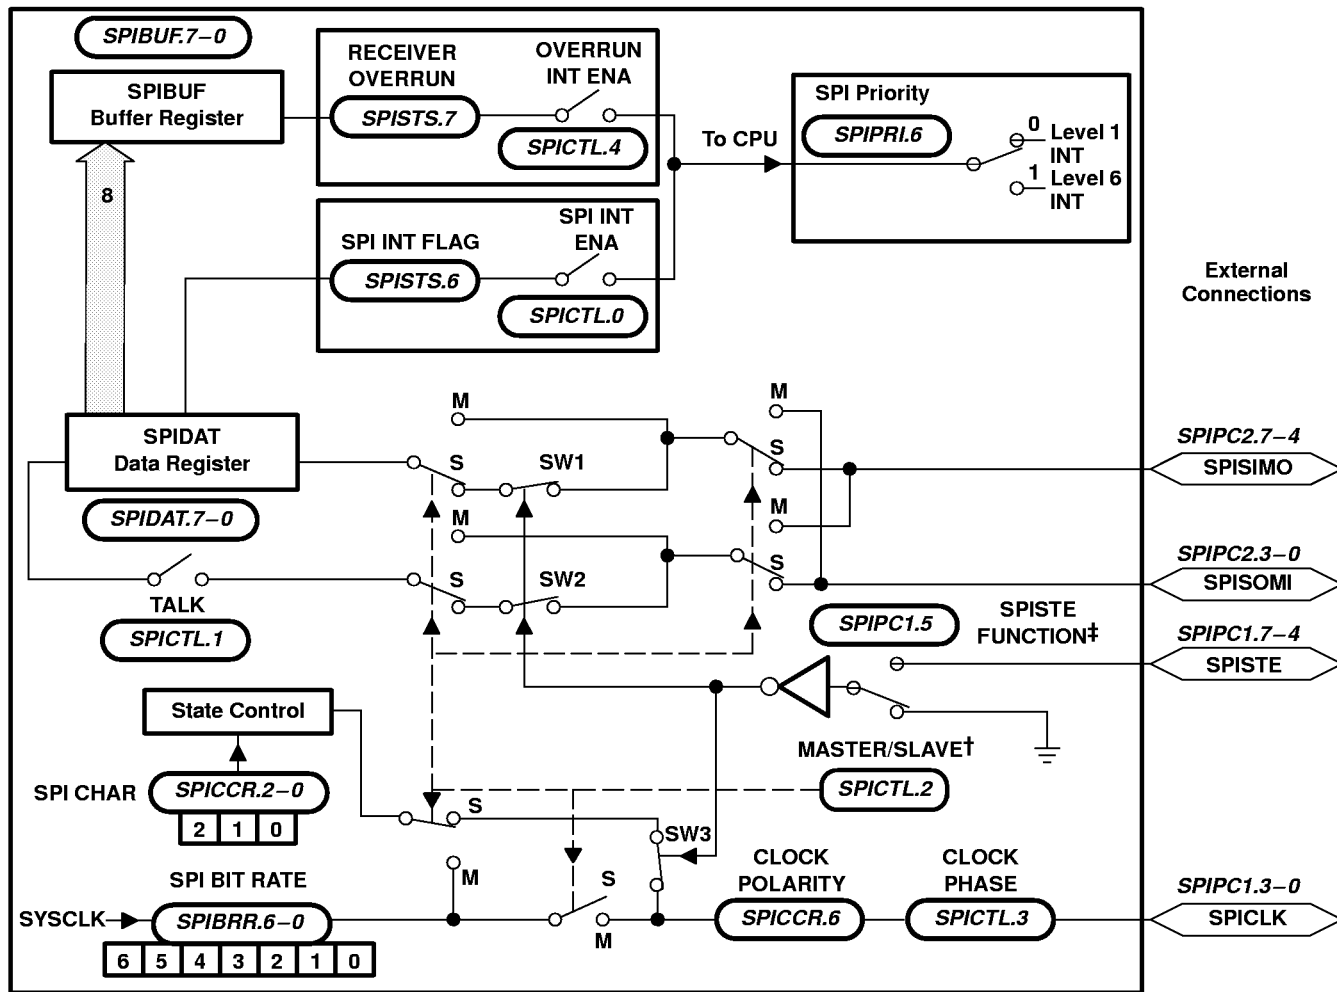 SPIBUF.7–0
SPIBUF
Buffer Register
8
RECEIVER
OVERRUN
SPISTS.7
OVERRUN
INT ENA
SPICTL.4
To CPU
SPI Priority
SPIPRI.6
0
Level 1
INT
1
Level 6
INT
SPI INT FLAG
SPISTS.6
SPI INT
ENA
SPICTL.0
External
Connections
SPIDAT
Data Register
SPIDAT.7–0
M
S
SW1
M
S
SW2
M
S
M
S
SPIPC2.7–4
SPISIMO
SPIPC2.3–0
SPISOMI
TALK
SPICTL.1
SPIPC1.5
SPISTE
FUNCTION‡
SPIPC1.7–4
SPISTE
State Control
MASTER/SLAVE†
SPICTL.2
SPI CHAR
SPICCR.2–0
2 1 0
S
M
SW3
S
M
SPI BIT RATE
SYSCLK
SPIBRR.6–0
6 5 4 3 2 1 0
CLOCK
POLARITY
SPICCR.6
CLOCK
PHASE
SPICTL.3
SPIPC1.3–0
SPICLK